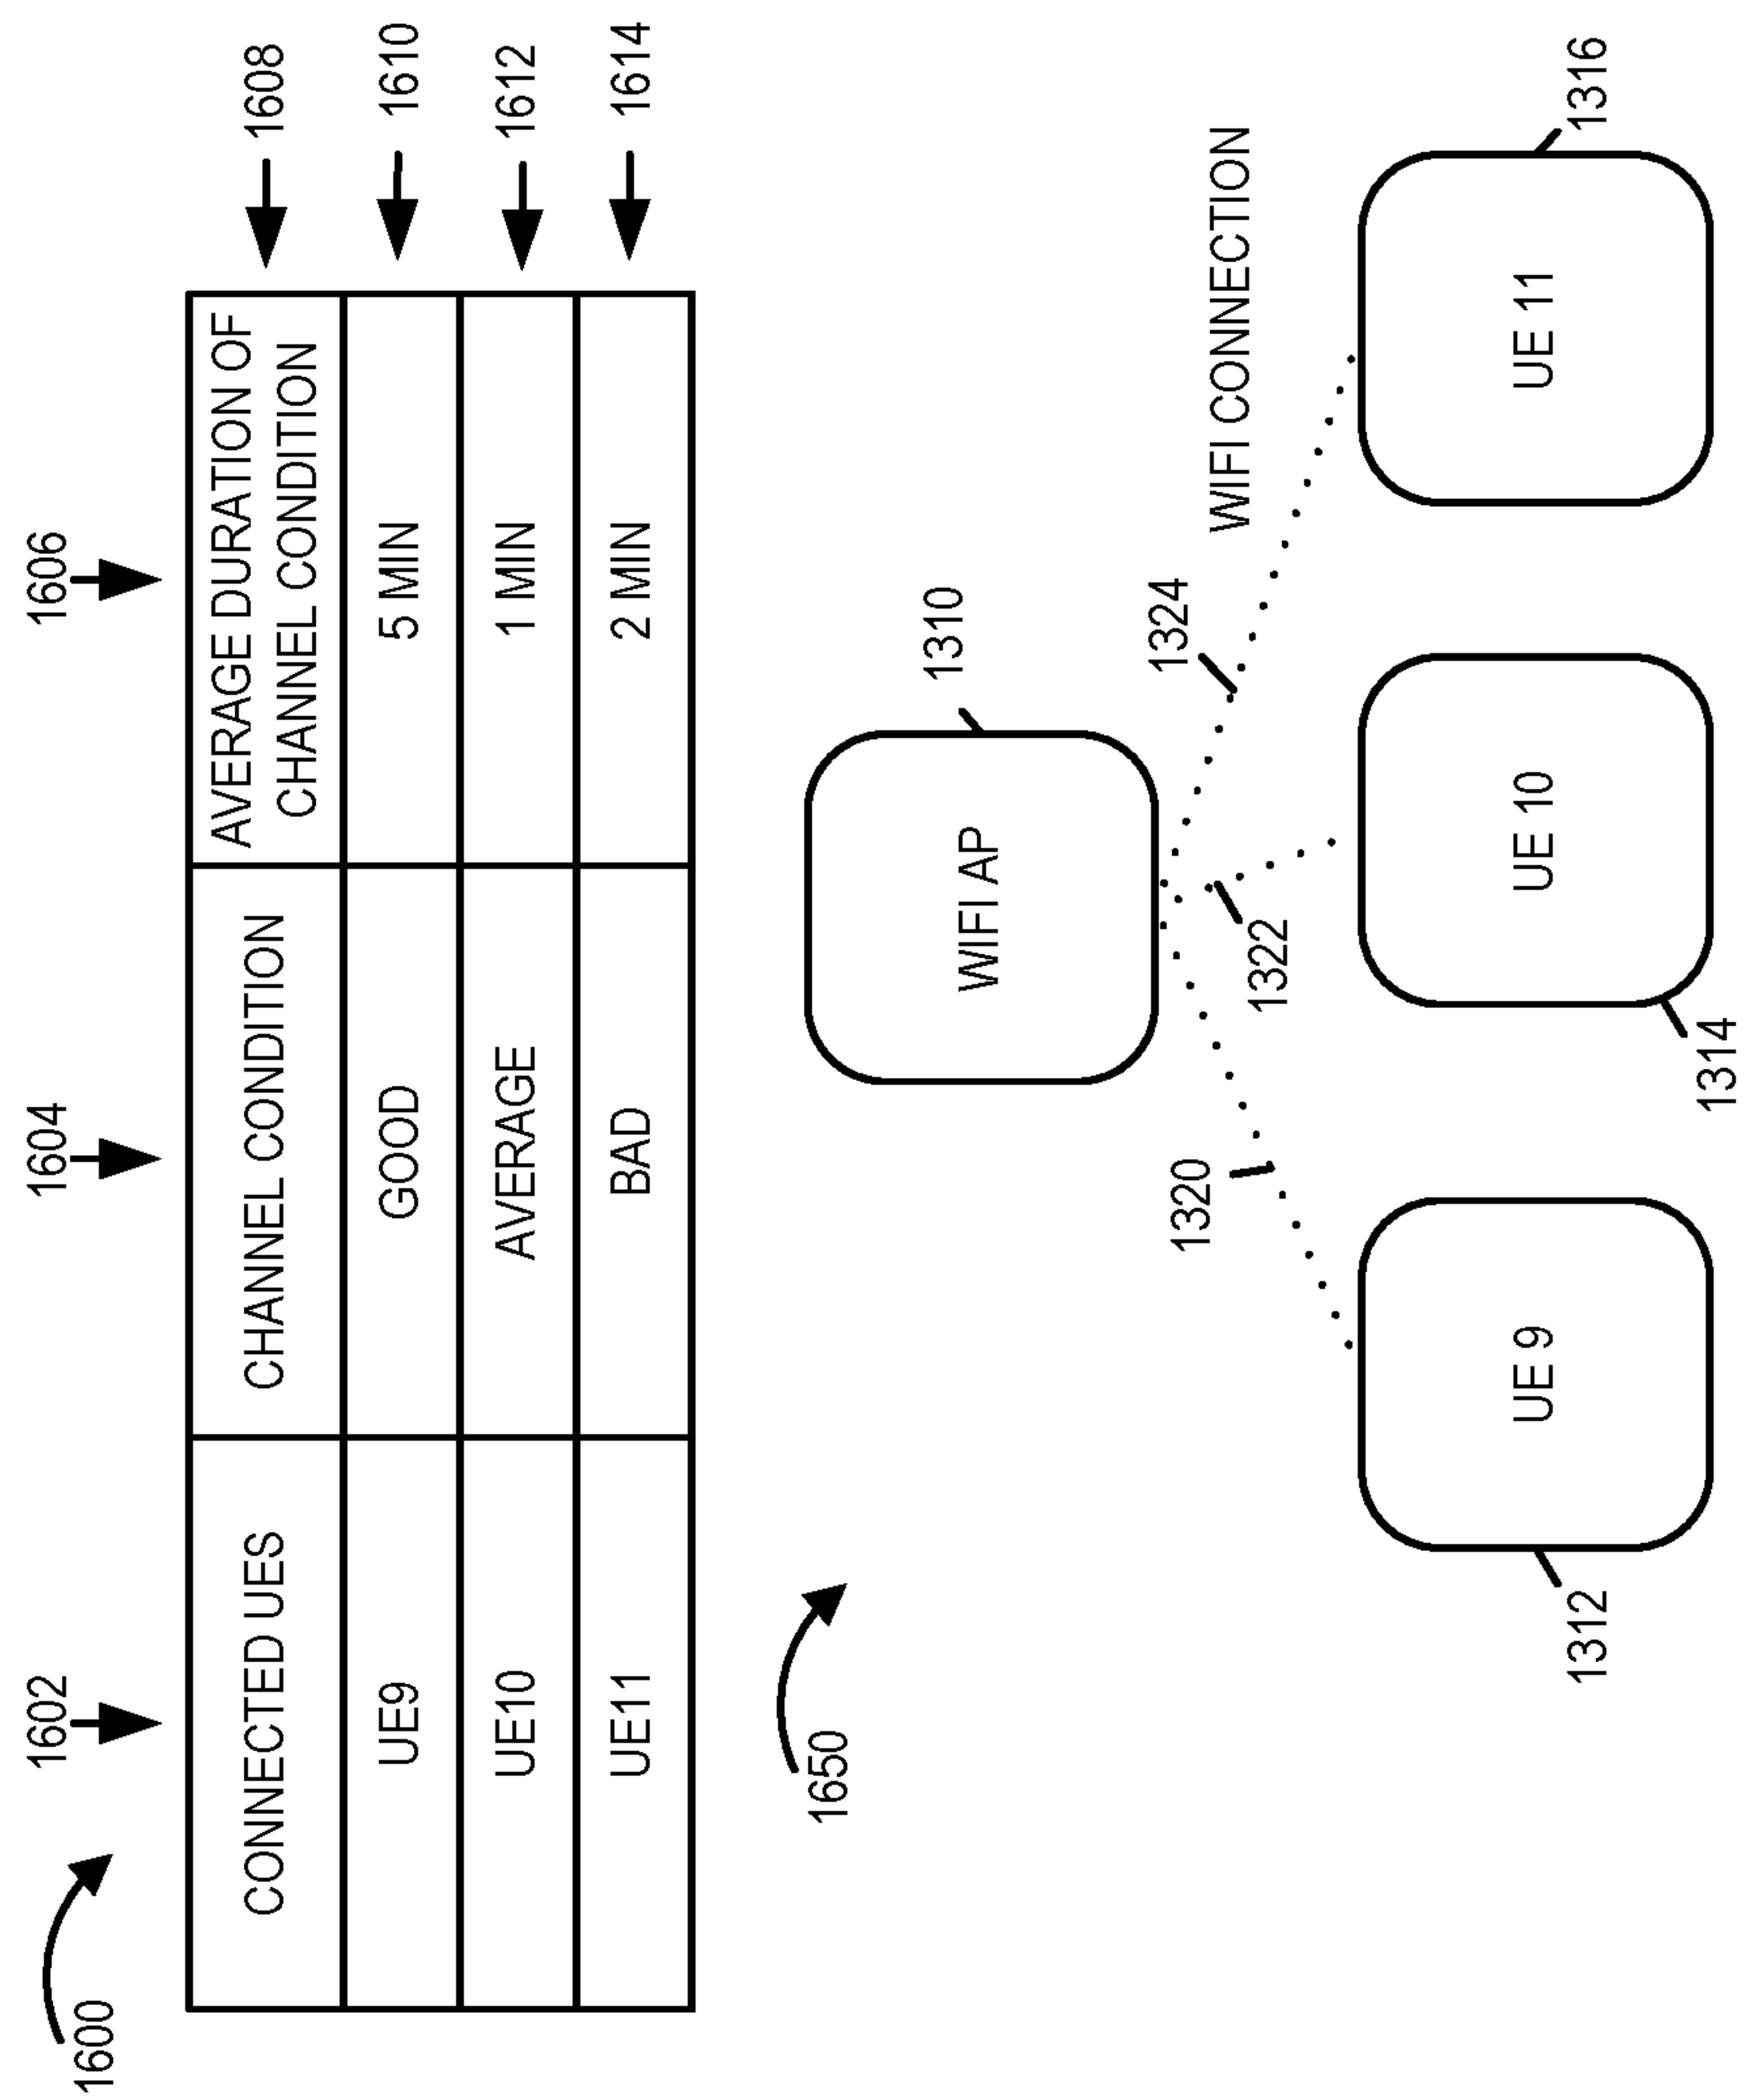 1600
1602
1604
1606
CONNECTED UES
CHANNEL CONDITION
AVERAGE DURATION OF
CHANNEL CONDITION
1608
UE9
GOOD
5 MIN
1610
UE10
AVERAGE
1 MIN
1612
UE11
BAD
2 MIN
1614
1650
WIFI AP
1310
1320
1322
1324
WIFI CONNECTION
1312
UE 9
UE 10
1314
UE 11
1316